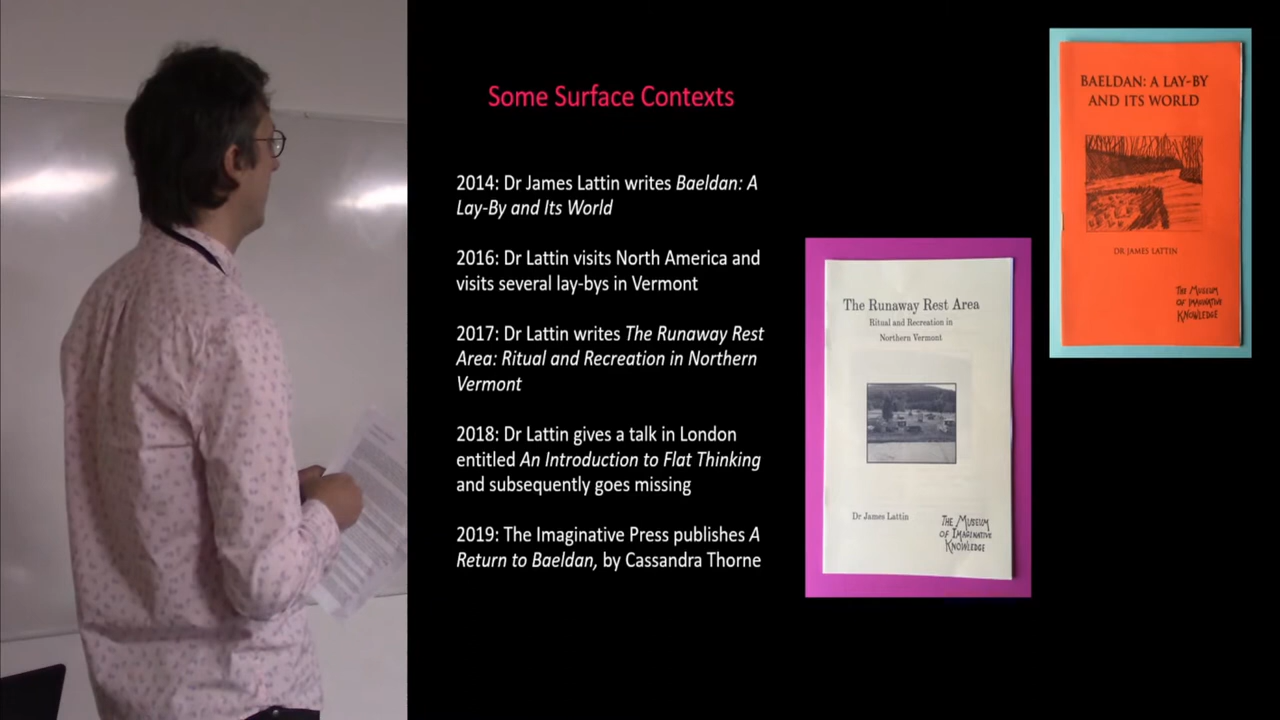 Some Surface Contexts
2014: Dr James Lattin writes Baeldan: A
Lay-By and Its World
2016: Dr Lattin visits North America and
visits several lay-bys in Vermont
2017: Dr Lattin writes The Runaway Rest
Area: Ritual and Recreation in Northern
Vermont
2018: Dr Lattin gives a talk in London
entitled An Introduction to Flat Thinking
and subsequently goes missing
2019: The Imaginative Press publishes A
Return to Baeldan, by Cassandra Thorne
The Runaway Rest Area
Ritual and Recreation in
Northern Vermont
Dr James Lattin
THE MUSEUM
OF IMAGINATIVE
KNOWLEDGE
BAELDAN: A LAY-BY
AND ITS WORLD
DR JAMES LATTIN
THE MUSEUM
OF IMAGINATIVE
KNOWLEDGE